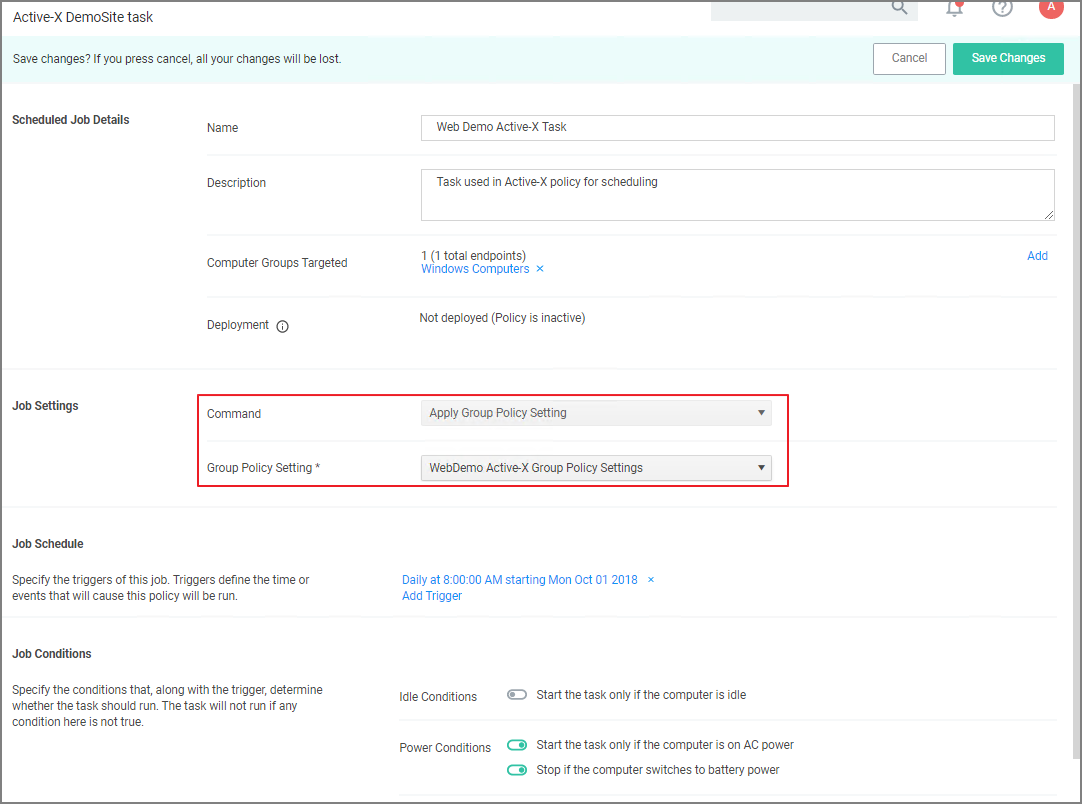 Active-X DemoSite task
A
Save changes? If you press cancel, all your changes will be lost.
Cancel
Save Changes
Scheduled Job Details
Name
Web Demo Active-X Task
Description
Task used in Active-X policy for scheduling
Computer Groups Targeted
1 (1 total endpoints)
Add
Windows Computers ×
Deployment
Not deployed (Policy is inactive)
Job Settings
Command
Apply Group Policy Setting
Group Policy Setting *
WebDemo Active-X Group Policy Settings
Job Schedule
Specify the triggers of this job. Triggers define the time or
events that will cause this policy will be run.
Daily at 8:00:00 AM starting Mon Oct 01 2018 ×
Add Trigger
Job Conditions
Specify the conditions that, along with the trigger, determine
whether the task should run. The task will not run if any
condition here is not true.
Idle Conditions
Start the task only if the computer is idle
Power Conditions
Start the task only if the computer is on AC power
Stop if the computer switches to battery power